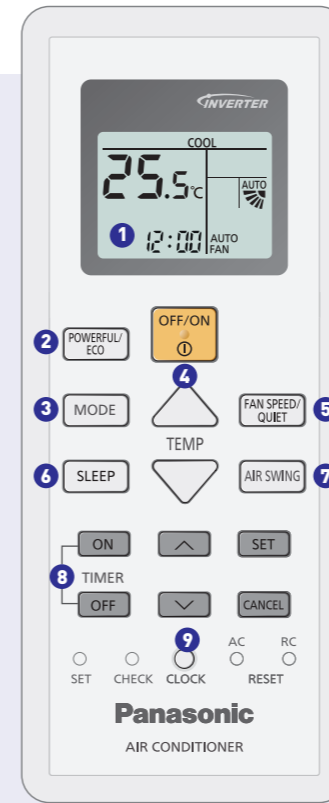 INVERTER
COOL
25.5℃
AUTO
1
12:00
AUTO
FAN
2
POWERFUL/
ECO
OFF/ON
4
3
MODE
FAN SPEED/
QUIET
5
TEMP
6
SLEEP
AIR SWING
7
ON
SET
8
TIMER
OFF
CANCEL
9
AC
RC
SET
CHECK
CLOCK
RESET
Panasonic
AIR CONDITIONER